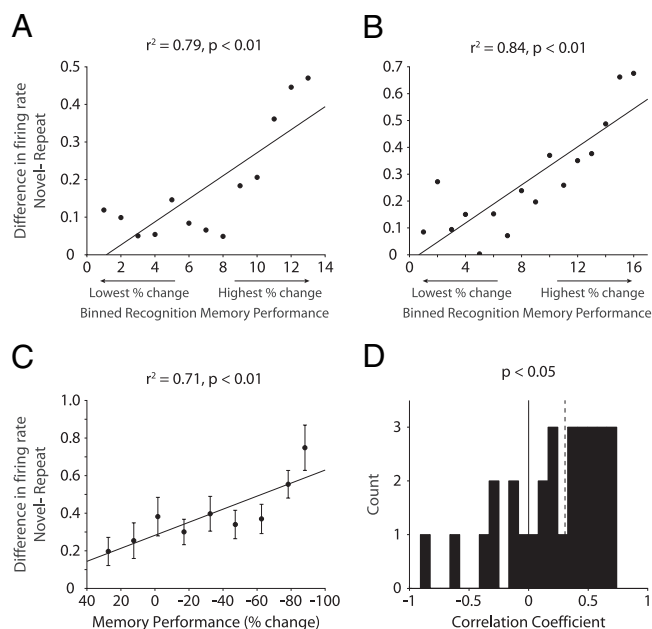 A
r² = 0.79, p < 0.01
Difference in firing rate
Novel- Repeat
0.5
0.4
0.3
0.2
0.1
0
0 2 4 6 8 10 12 14
Lowest % change Highest % change
Binned Recognition Memory Performance
B
r² = 0.84, p < 0.01
0.7
0.6
0.5
0.4
0.3
0.2
0.1
0
0 4 8 12 16
Lowest % change Highest % change
Binned Recognition Memory Performance
C
r² = 0.71, p < 0.01
Difference in firing rate
Novel- Repeat
1.0
0.8
0.6
0.4
0.2
0
40 20 0 -20 -40 -60 -80 -100
Memory Performance (% change)
D
p < 0.05
Count
3
2
1
0
-1 -0.5 0 0.5 1
Correlation Coefficient